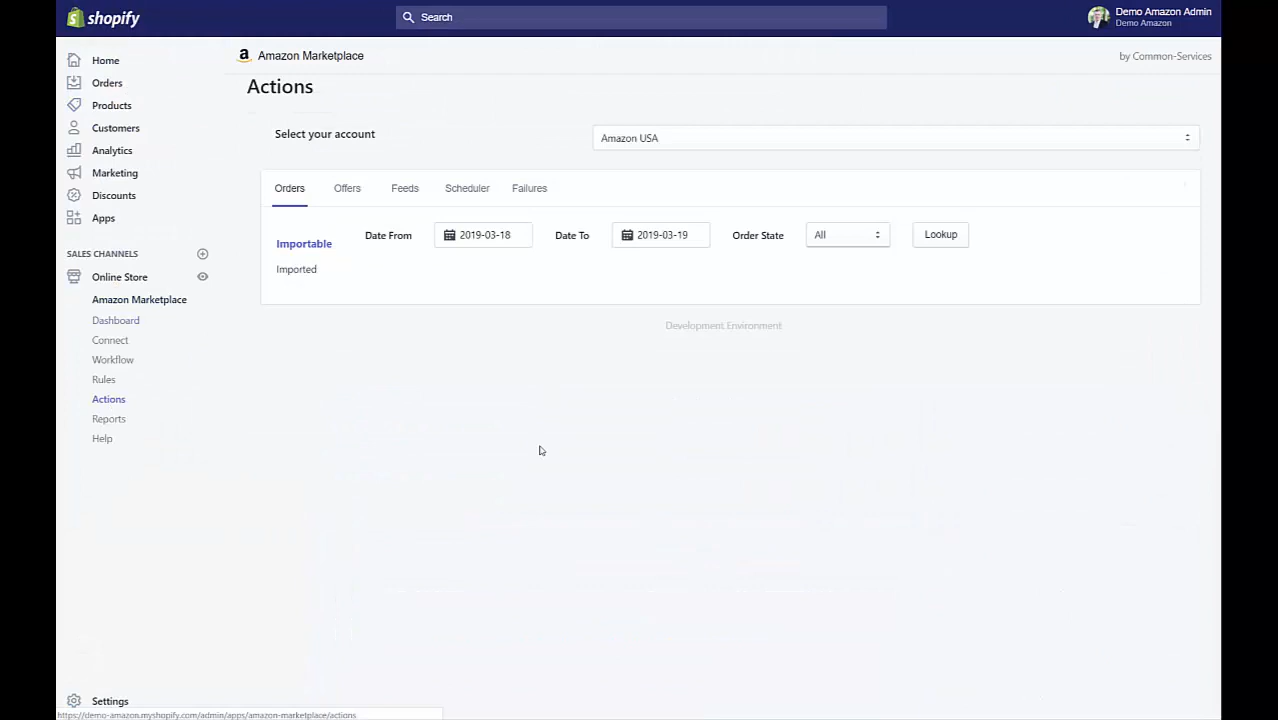 shopify
Search
Demo Amazon Admin
Demo Amazon
Home
Orders
Products
Customers
Analytics
Marketing
Discounts
Apps
SALES CHANNELS
Online Store
Amazon Marketplace
Dashboard
Connect
Workflow
Rules
Actions
Reports
Help
Settings
https://demo-amazon.myshopify.com/admin/apps/amazon-marketplace/actions
a Amazon Marketplace
by Common-Services
Actions
Select your account
Amazon USA
Orders Offers Feeds Scheduler Failures
Importable
Imported
Date From 2019-03-18 Date To 2019-03-19 Order State All Lookup
Development Environment